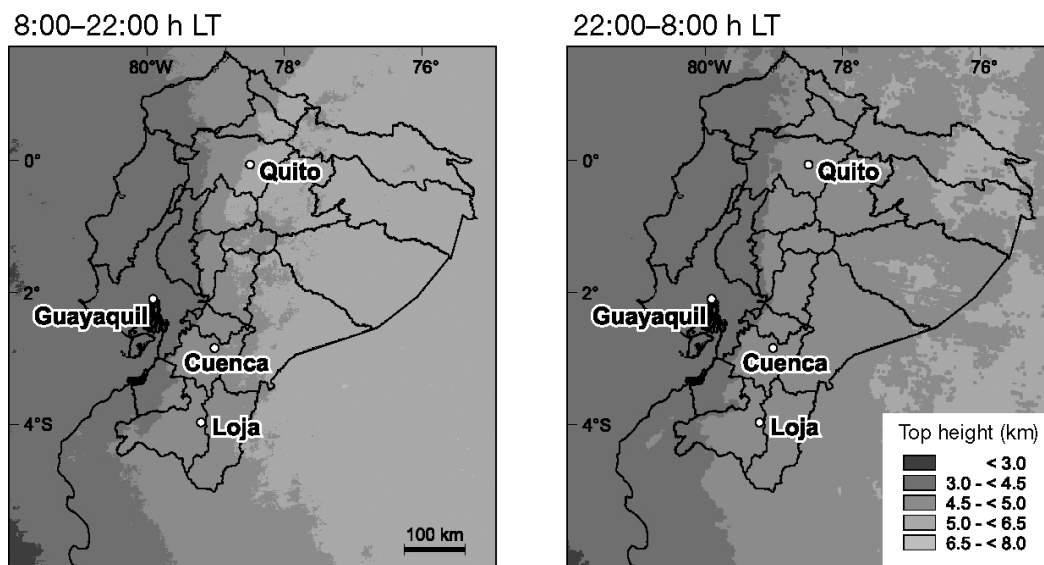 8:00–22:00 h LT
80°W 78° 76°
0°
Quito
2°
Guayaquil
Cuenca
4°S
Loja
100 km
22:00–8:00 h LT
80°W 78° 76°
0°
Quito
2°
Guayaquil
Cuenca
4°S
Loja
Top height (km)
< 3.0
3.0 - < 4.5
4.5 - < 5.0
5.0 - < 6.5
6.5 - < 8.0